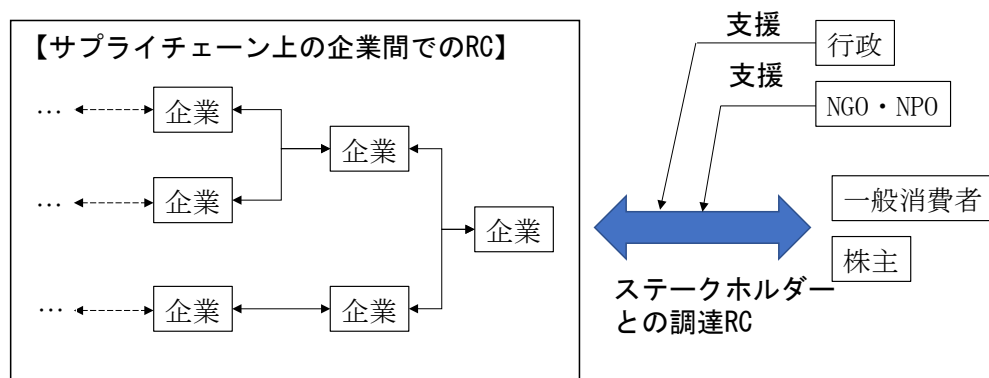 【サプライチェーン上の企業間でのRC】
… 企業
企業
… 企業
企業
… 企業 企業
支援
行政
支援
NGO・NPO
一般消費者
株主
ステークホルダー
との調達RC